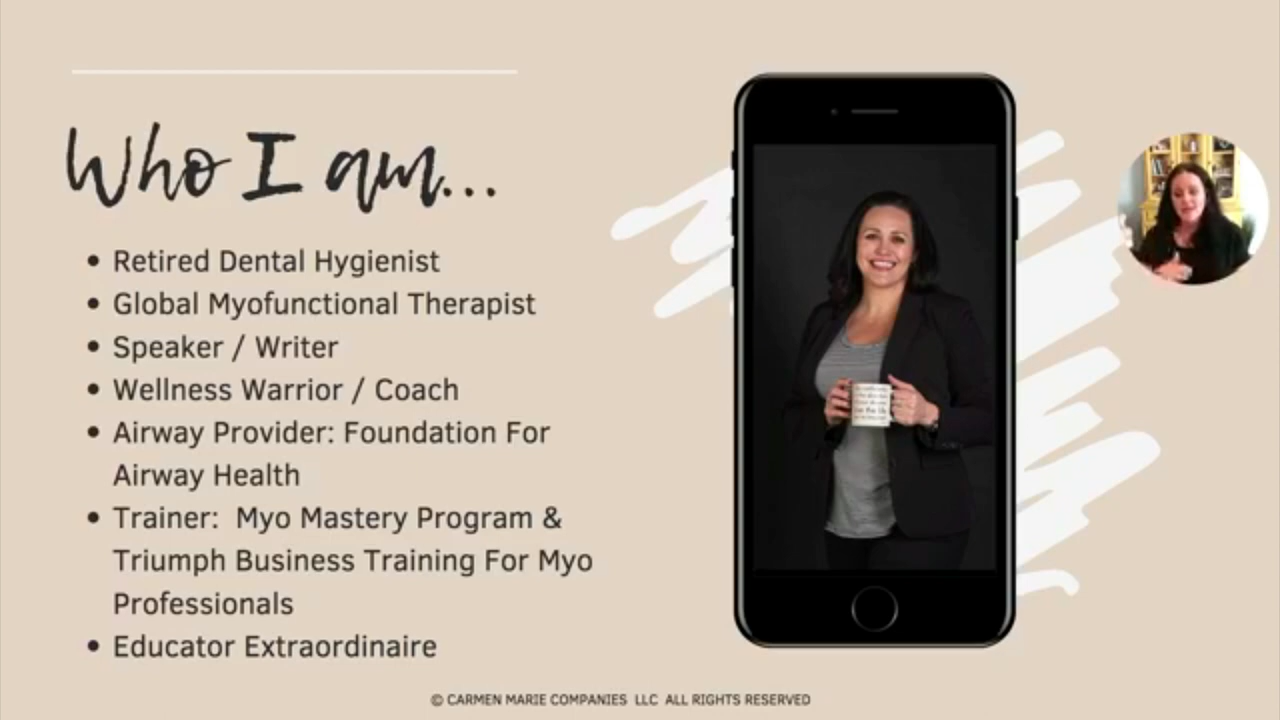 Who I am...
• Retired Dental Hygienist
• Global Myofunctional Therapist
• Speaker / Writer
• Wellness Warrior / Coach
• Airway Provider: Foundation For
Airway Health
• Trainer:  Myo Mastery Program &
Triumph Business Training For Myo
Professionals
• Educator Extraordinaire
© CARMEN MARIE COMPANIES  LLC  ALL RIGHTS RESERVED